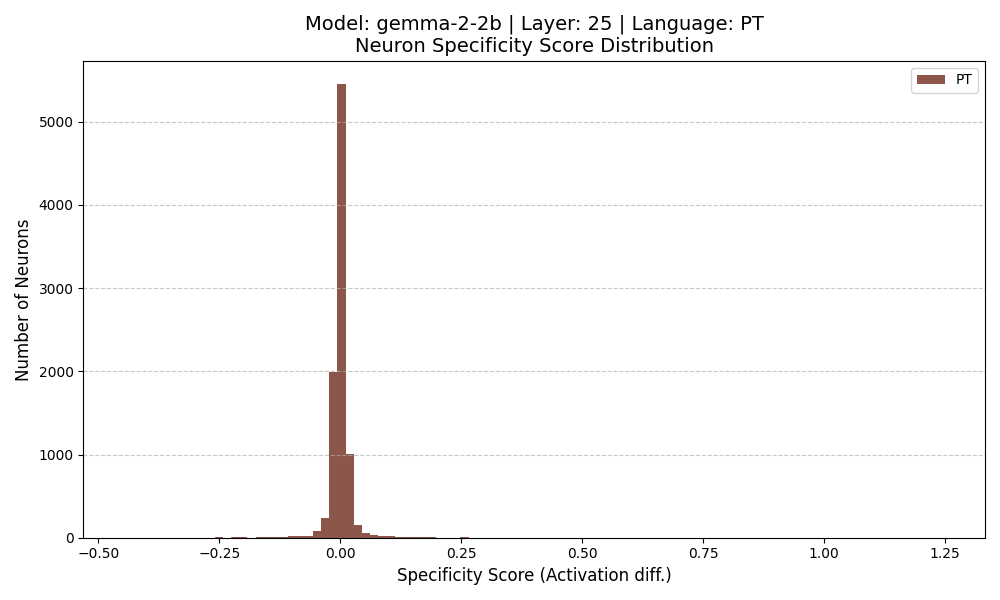 Model: gemma-2-2b | Layer: 25 | Language: PT
Neuron Specificity Score Distribution
PT
Number of Neurons
5000
4000
3000
2000
1000
0
−0.50
−0.25
0.00
0.25
0.50
0.75
1.00
1.25
Specificity Score (Activation diff.)